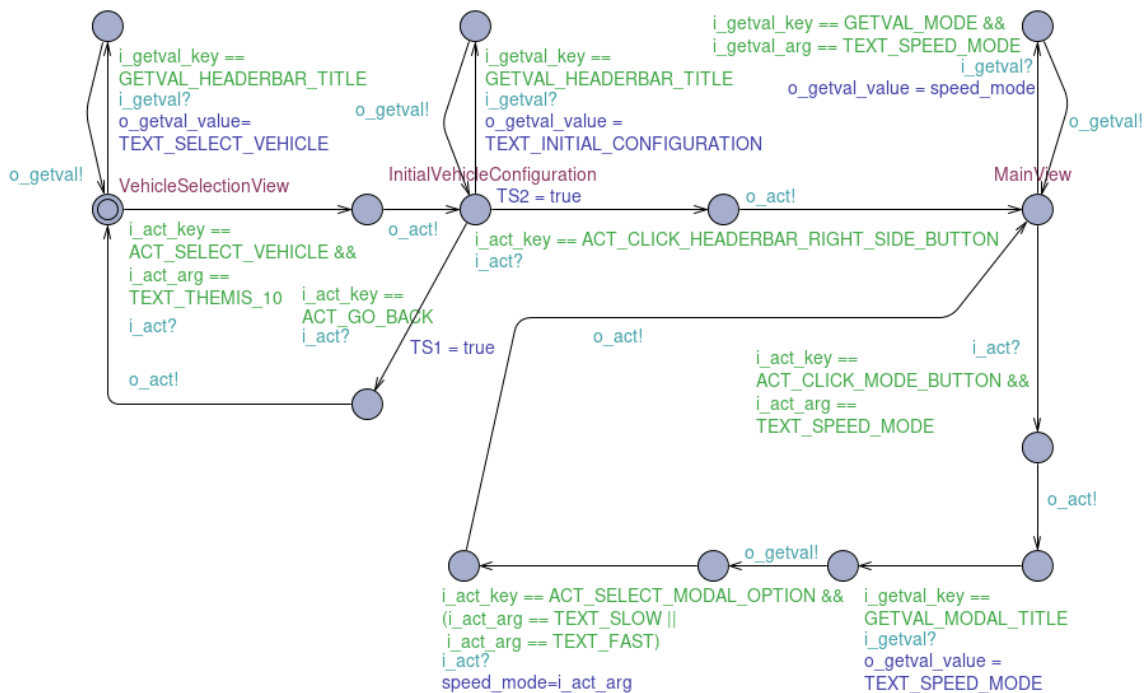 i_getval_key ==
GETVAL_HEADERBAR_TITLE
i_getval?
o_getval_value=
TEXT_SELECT_VEHICLE
o_getval!
VehicleSelectionView
i_getval_key ==
GETVAL_HEADERBAR_TITLE
i_getval?
o_getval_value =
TEXT_INITIAL_CONFIGURATION
o_getval!
InitialVehicleConfiguration
i_getval_key == GETVAL_MODE &&
i_getval_arg == TEXT_SPEED_MODE
i_getval?
o_getval_value = speed_mode
o_getval!
MainView
i_act_key ==
ACT_SELECT_VEHICLE &&
i_act_arg ==
TEXT_THEMIS_10
i_act?
o_act!
TS2 = true
o_act!
i_act_key == ACT_CLICK_HEADERBAR_RIGHT_SIDE_BUTTON
i_act?
i_act_key ==
ACT_GO_BACK
i_act?
TS1 = true
o_act!
o_act!
i_act?
i_act_key ==
ACT_CLICK_MODE_BUTTON &&
i_act_arg ==
TEXT_SPEED_MODE
o_act!
o_getval!
i_act_key == ACT_SELECT_MODAL_OPTION &&
(i_act_arg == TEXT_SLOW ||
i_act_arg == TEXT_FAST)
i_act?
speed_mode=i_act_arg
i_getval_key ==
GETVAL_MODAL_TITLE
i_getval?
o_getval_value =
TEXT_SPEED_MODE